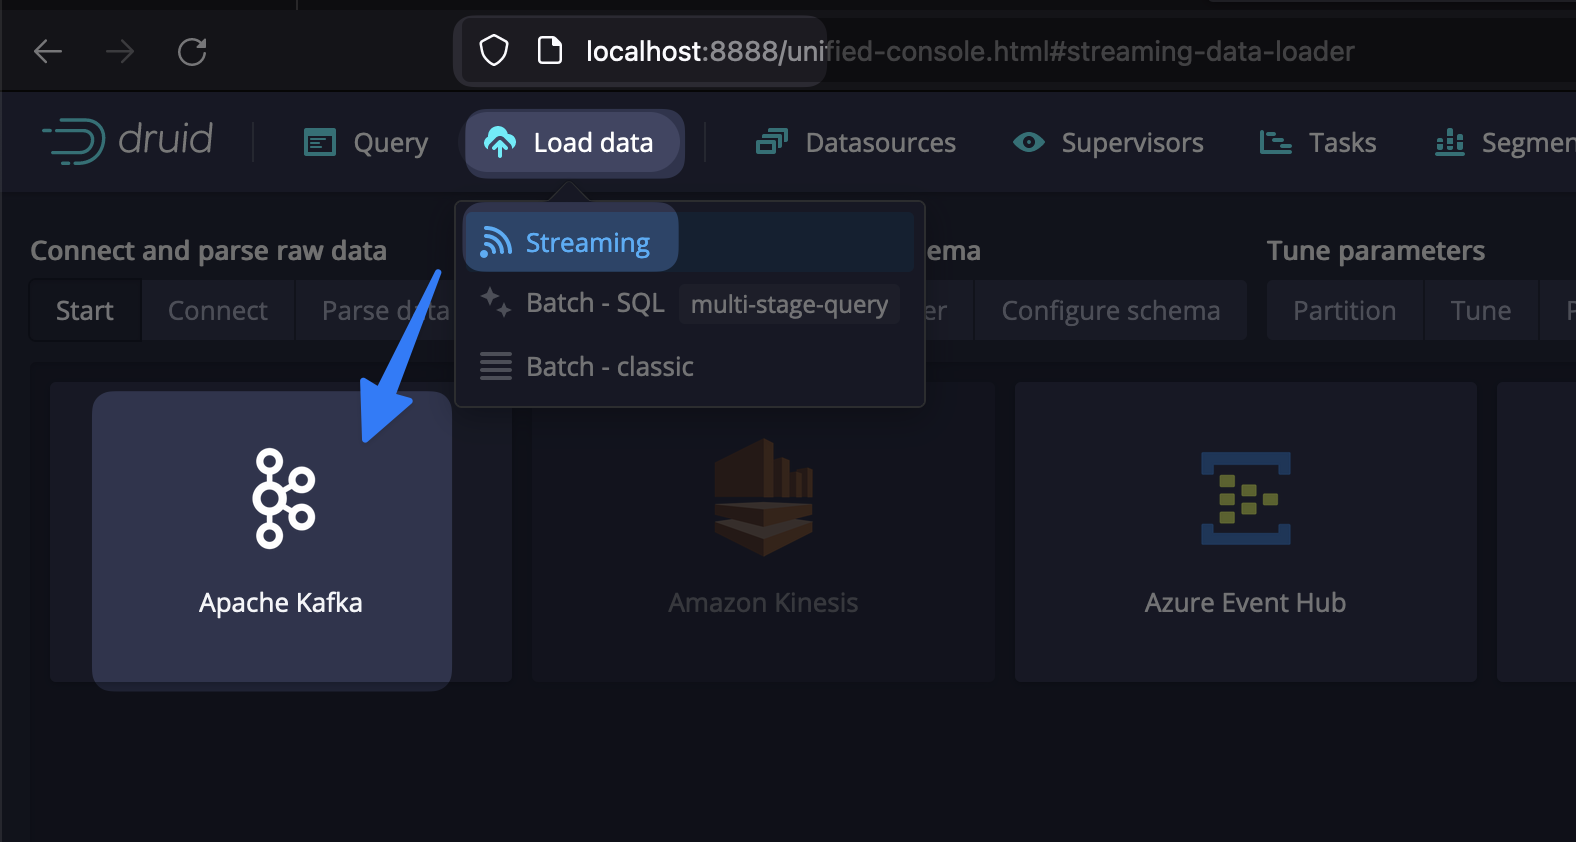 localhost:8888/unified-console.html#streaming-data-loader
druid
Query
Load data
Datasources
Supervisors
Tasks
Segmen
Streaming
Batch - SQL
multi-stage-query
Batch - classic
Connect and parse raw data
ema
Tune parameters
Start
Connect
Parse data
er
Configure schema
Partition
Tune
Apache Kafka
Amazon Kinesis
Azure Event Hub